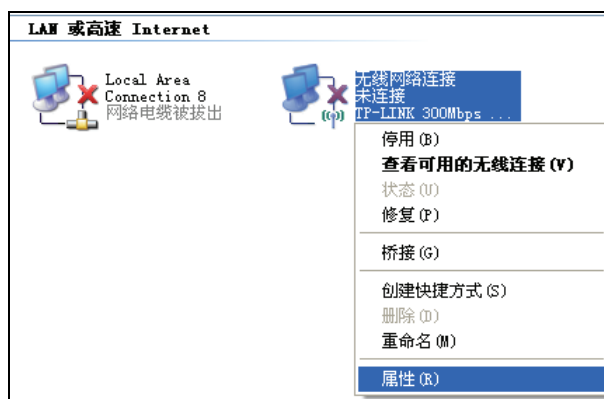 LAN 或高速 Internet
Local Area
Connection 8
网络电缆被拔出
无线网络连接
未连接
TP-LINK 300Mbps ...
停用(B)
查看可用的无线连接(V)
状态(U)
修复(P)
桥接(G)
创建快捷方式(S)
删除(D)
重命名(M)
属性(R)